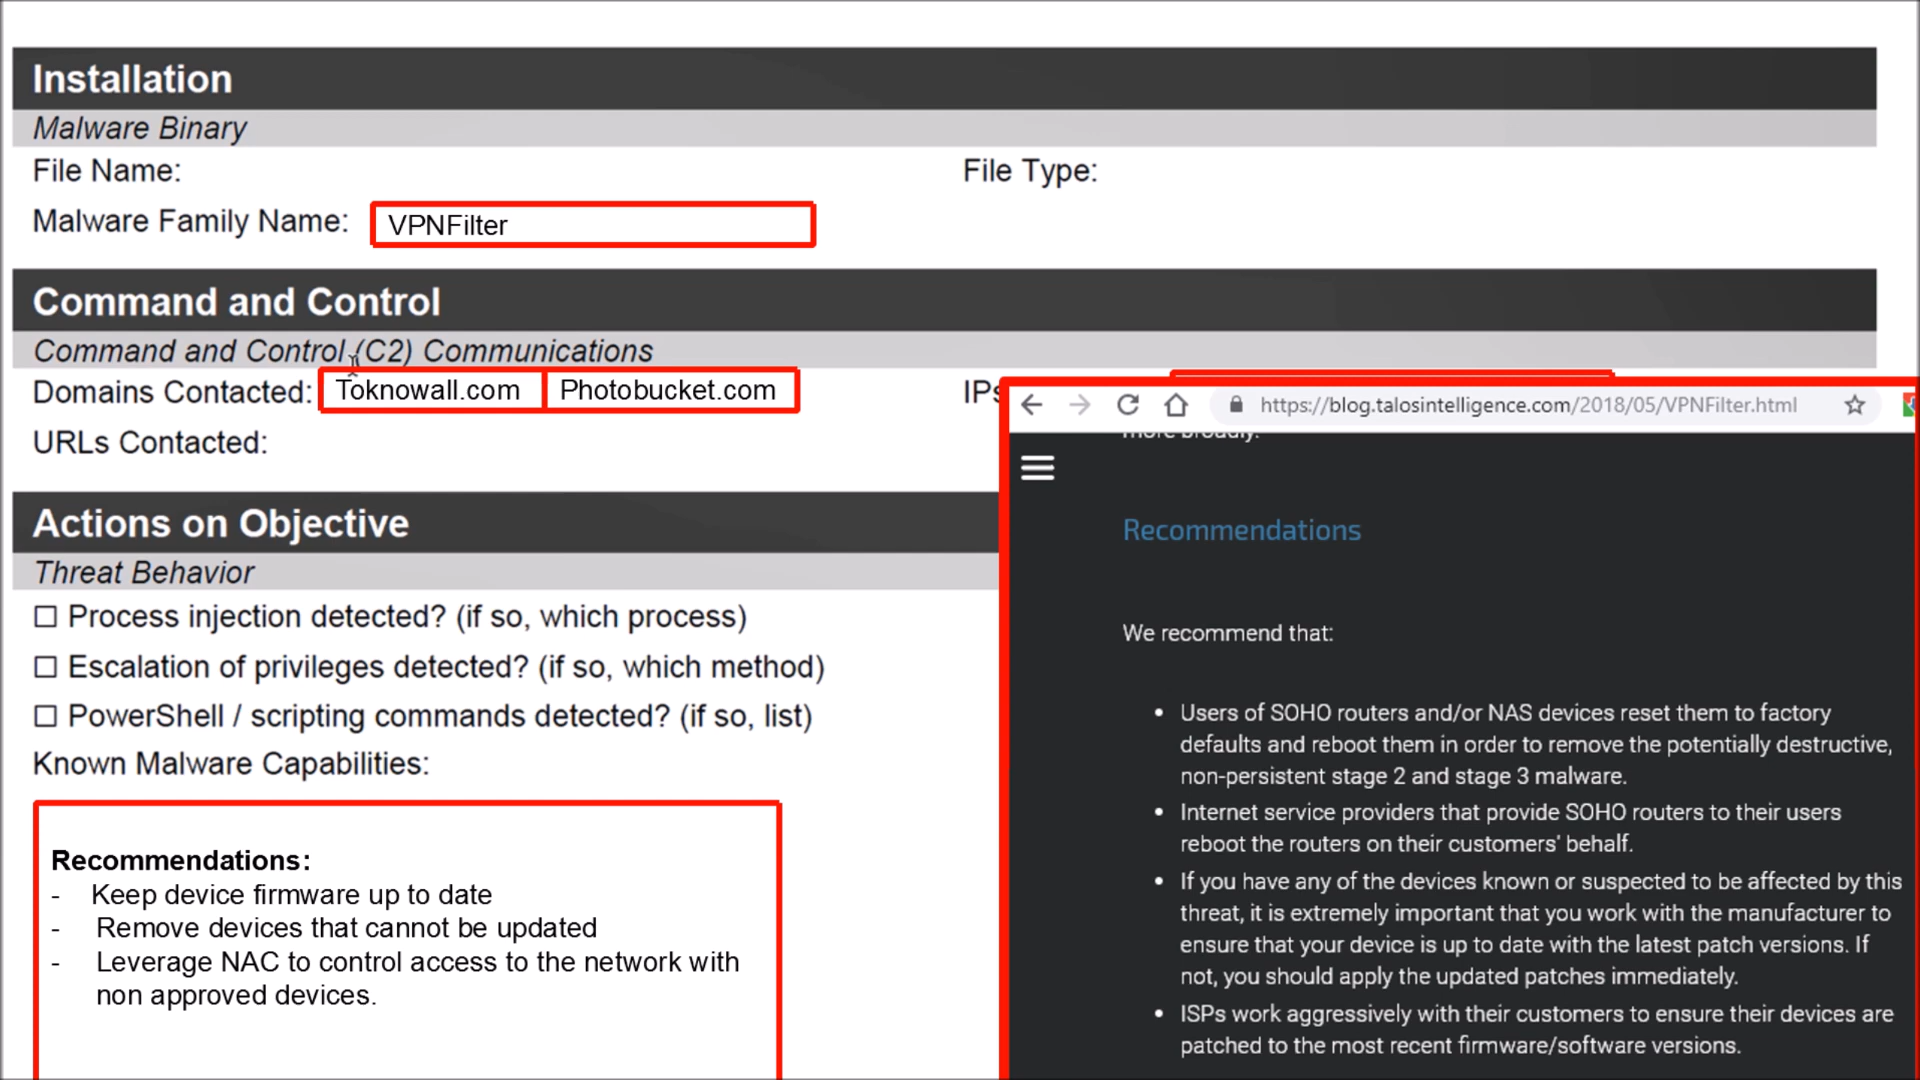 Installation
Malware Binary
File Name:
File Type:
Malware Family Name:
VPNFilter
Command and Control
Command and Control (C2) Communications
Domains Contacted:
Toknowall.com
Photobucket.com
IPs
URLs Contacted:
Actions on Objective
Threat Behavior
Process injection detected? (if so, which process)
Escalation of privileges detected? (if so, which method)
PowerShell / scripting commands detected? (if so, list)
Known Malware Capabilities:
Recommendations:
- Keep device firmware up to date
- Remove devices that cannot be updated
- Leverage NAC to control access to the network with
non approved devices.
https://blog.talosintelligence.com/2018/05/VPNFilter.html
more broadly.
Recommendations
We recommend that:
• Users of SOHO routers and/or NAS devices reset them to factory
defaults and reboot them in order to remove the potentially destructive,
non-persistent stage 2 and stage 3 malware.
• Internet service providers that provide SOHO routers to their users
reboot the routers on their customers' behalf.
• If you have any of the devices known or suspected to be affected by this
threat, it is extremely important that you work with the manufacturer to
ensure that your device is up to date with the latest patch versions. If
not, you should apply the updated patches immediately.
• ISPs work aggressively with their customers to ensure their devices are
patched to the most recent firmware/software versions.